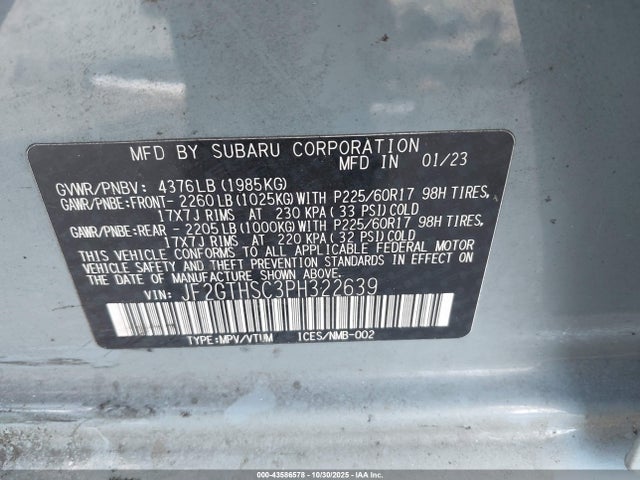 MFD BY SUBARU CORPORATION
MFD IN 01/23
GVWR/PNBV: 4376LB (1985KG)
GAWR/PNBE:FRONT- 2260LB (1025KG)WITH P225/60R17 98H TIRES,
17X7J RIMS AT 230 KPA (33 PSI)COLD
GAWR/PNBE:REAR - 2205LB (1000KG)WITH P225/60R17 98H TIRES,
17X7J RIMS AT 220 KPA (32 PSI)COLD
THIS VEHICLE CONFORMS TO ALL APPLICABLE FEDERAL MOTOR
VEHICLE SAFETY AND BUMPER STANDARDS IN EFFECT ON
THE DATE OF MANUFACTURE SHOWN ABOVE.
VIN: JF2GTHSC3PH322639
TYPE:MPV/VTUM ICES/NMB-002
000-43586578 - 10/30/2025 - IAA Inc. Copyright